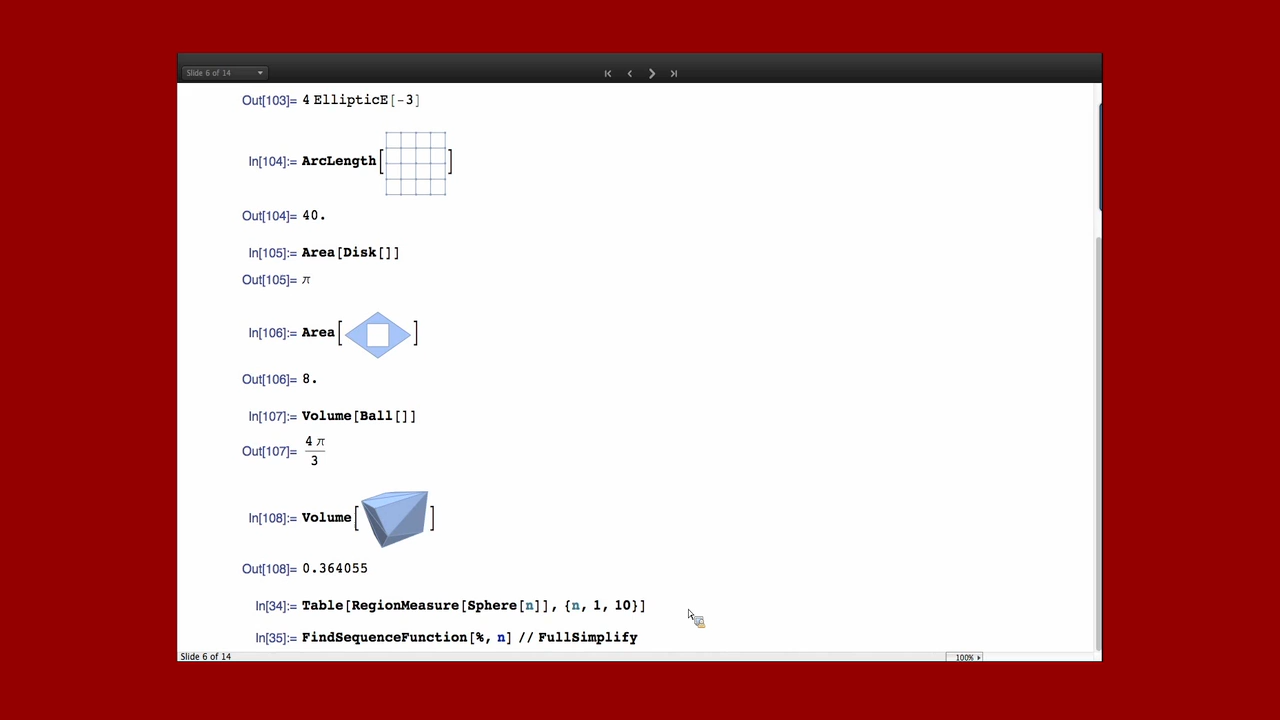 Slide 6 of 14
Out[103]= 4 EllipticE[-3]
In[104]:= ArcLength[ ]
Out[104]= 40.
In[105]:= Area[Disk[]]
Out[105]= π
In[106]:= Area[ ]
Out[106]= 8.
In[107]:= Volume[Ball[]]
Out[107]= 4 π
3
In[108]:= Volume[ ]
Out[108]= 0.364055
In[34]:= Table[RegionMeasure[Sphere[n]], {n, 1, 10}]
In[35]:= FindSequenceFunction[%, n] // FullSimplify
Slide 6 of 14
100%